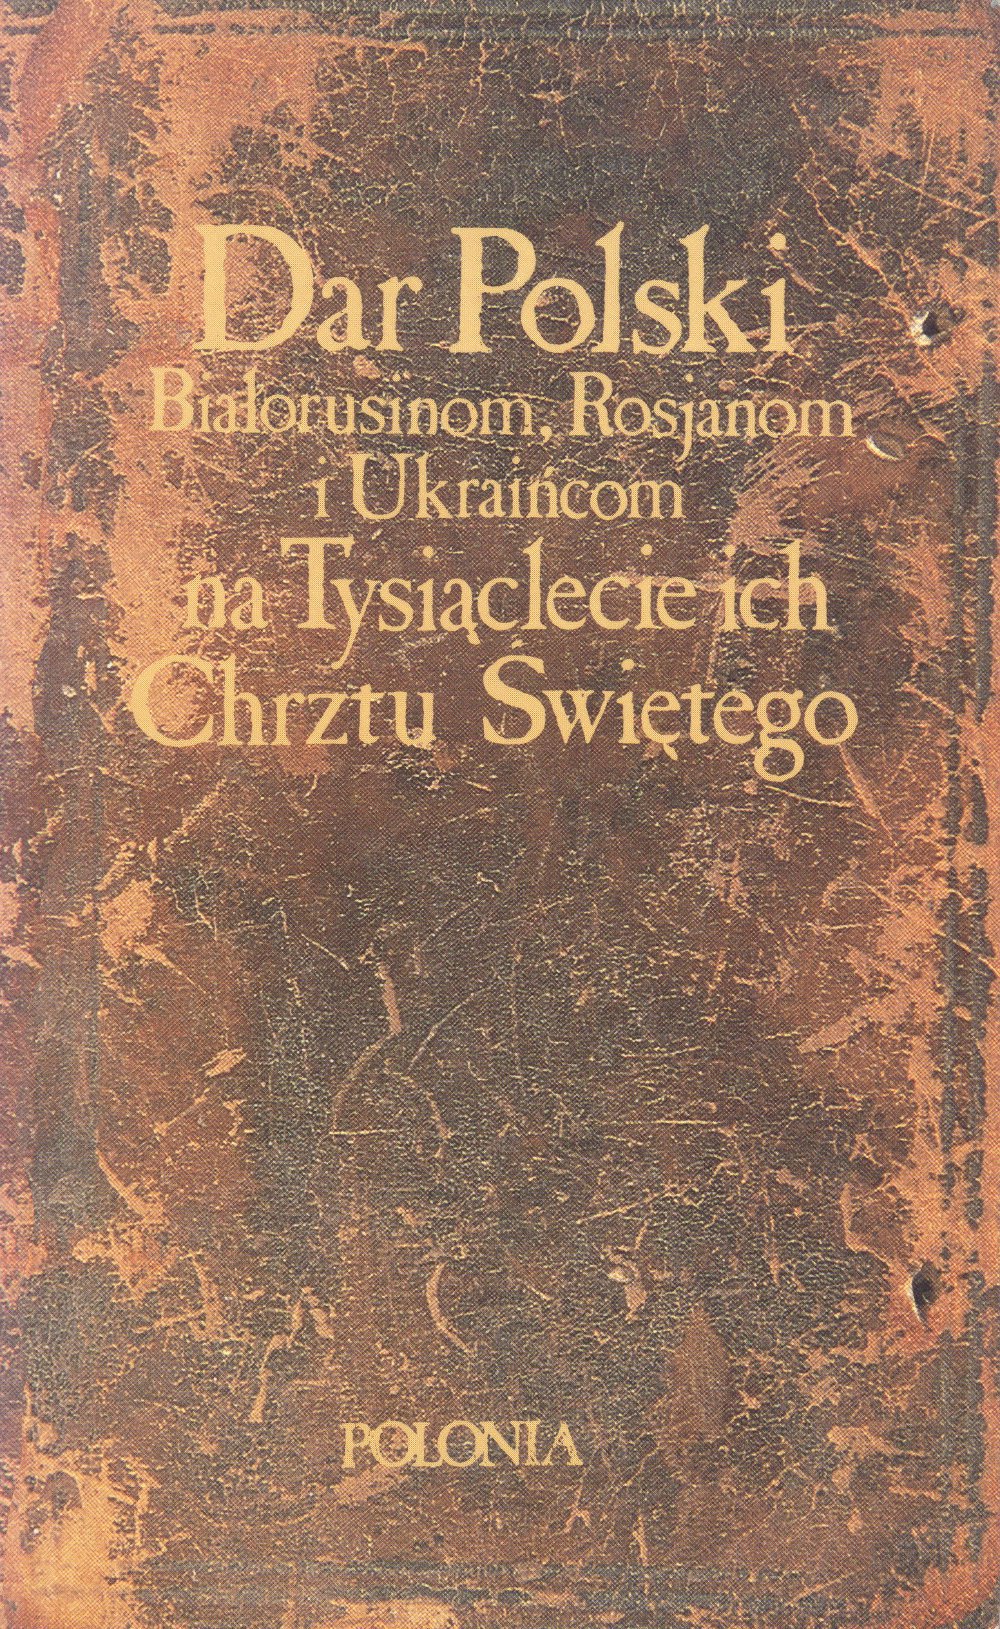 Dar Polski
Białorusinom, Rosjanom
i Ukraińcom
na Tysiąclecie ich
Chrztu Świętego
POLONIA